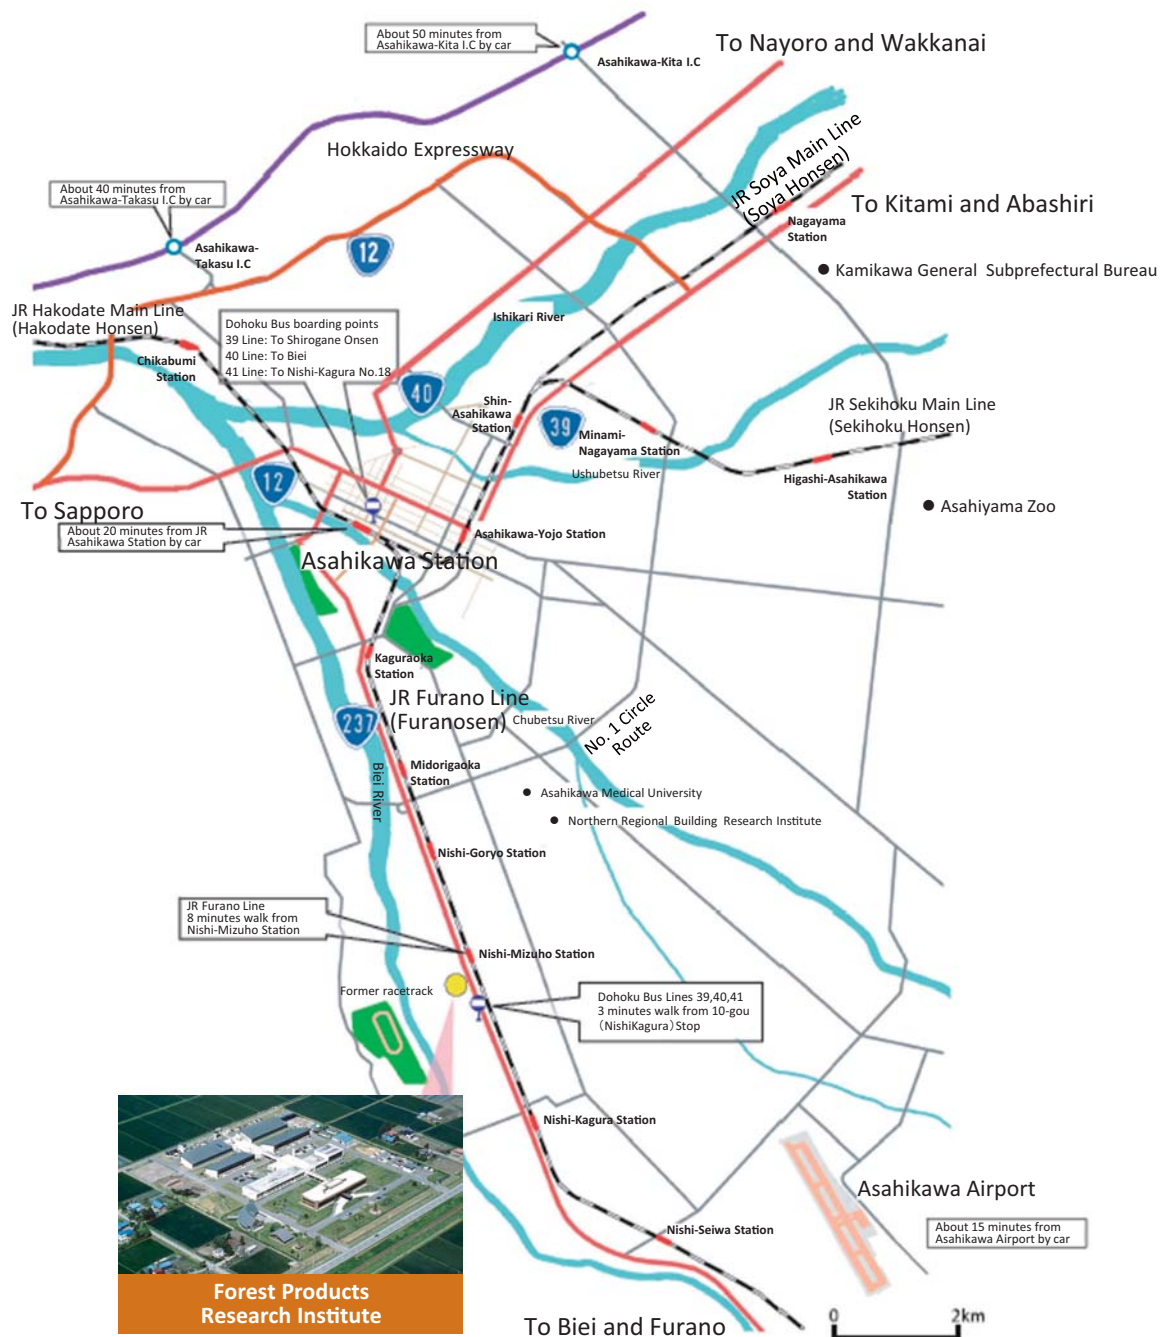 About 50 minutes from
Asahikawa-Kita I.C by car
Asahikawa-Kita I.C
To Nayoro and Wakkanai
Hokkaido Expressway
JR Soya Main Line
(Soya Honsen)
About 40 minutes from
Asahikawa-Takasu I.C by car
To Kitami and Abashiri
Nagayama
Station
Asahikawa-
Takasu I.C
12
Kamikawa General Subprefectural Bureau
JR Hakodate Main Line
(Hakodate Honsen)
Ishikari River
Dohoku Bus boarding points
39 Line: To Shirogane Onsen
40 Line: To Biei
41 Line: To Nishi-Kagura No.18
Chikabumi
Station
40
Shin-
Asahikawa
Station
39
Minami-
Nagayama Station
JR Sekihoku Main Line
(Sekihoku Honsen)
Ushubetsu River
Higashi-Asahikawa
Station
12
To Sapporo
Asahiyama Zoo
About 20 minutes from JR
Asahikawa Station by car
Asahikawa-Yojo Station
Asahikawa Station
Kaguraoka
Station
JR Furano Line
(Furanosen)
Chubetsu River
No. 1 Circle
Route
237
Biei River
Midorigaoka
Station
Asahikawa Medical University
Northern Regional Building Research Institute
Nishi-Goryo Station
JR Furano Line
8 minutes walk from
Nishi-Mizuho Station
Nishi-Mizuho Station
Former racetrack
Dohoku Bus Lines 39,40,41
3 minutes walk from 10-gou
(NishiKagura)Stop
Nishi-Kagura Station
Asahikawa Airport
About 15 minutes from
Asahikawa Airport by car
Nishi-Seiwa Station
Forest Products
Research Institute
To Biei and Furano
0 2km